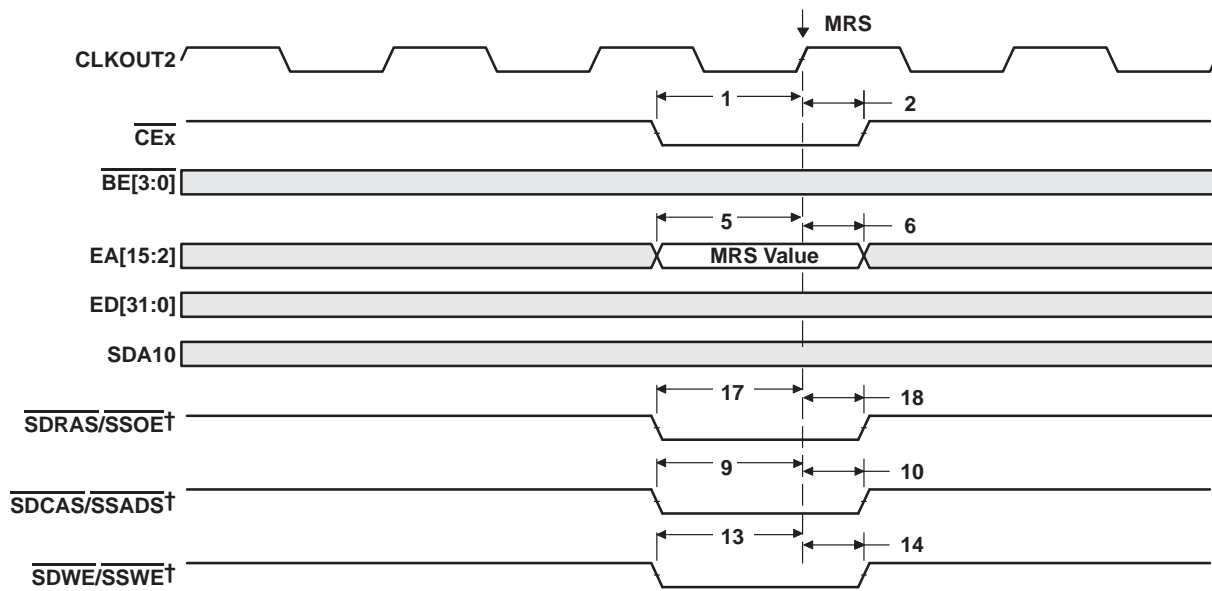 MRS
CLKOUT2
1 2
CEx
BE[3:0]
5 6
EA[15:2] MRS Value
ED[31:0]
SDA10
17 18
SDRAS/SSOE†
9 10
SDCAS/SSADS†
13 14
SDWE/SSWE†